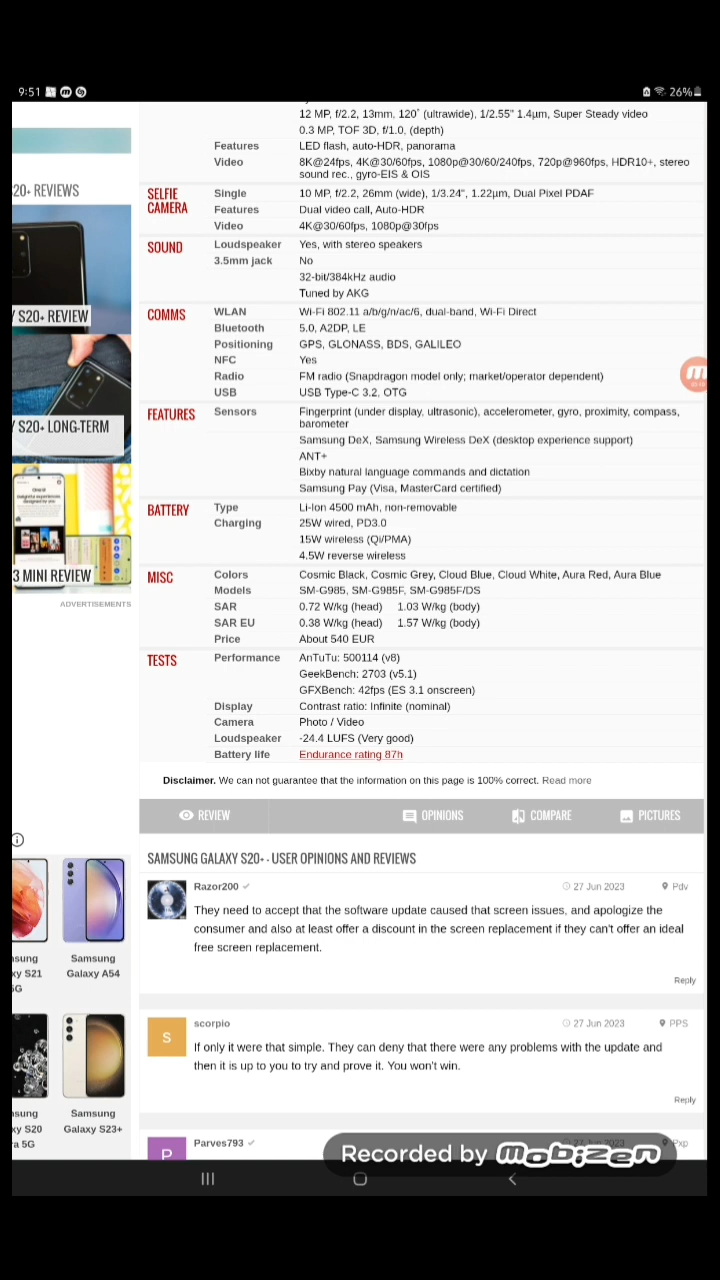 9:51
26%
12 MP, f/2.2, 13mm, 120˚ (ultrawide), 1/2.55" 1.4µm, Super Steady video
0.3 MP, TOF 3D, f/1.0, (depth)
Features LED flash, auto-HDR, panorama
Video 8K@24fps, 4K@30/60fps, 1080p@30/60/240fps, 720p@960fps, HDR10+, stereo
sound rec., gyro-EIS & OIS
20+ REVIEWS
SELFIE CAMERA Single 10 MP, f/2.2, 26mm (wide), 1/3.24", 1.22µm, Dual Pixel PDAF
Features Dual video call, Auto-HDR
Video 4K@30/60fps, 1080p@30fps
SOUND Loudspeaker Yes, with stereo speakers
3.5mm jack No
32-bit/384kHz audio
Tuned by AKG
COMMS WLAN Wi-Fi 802.11 a/b/g/n/ac/6, dual-band, Wi-Fi Direct
/ S20+ REVIEW
Bluetooth 5.0, A2DP, LE
Positioning GPS, GLONASS, BDS, GALILEO
NFC Yes
Radio FM radio (Snapdragon model only; market/operator dependent)
USB USB Type-C 3.2, OTG
FEATURES Sensors Fingerprint (under display, ultrasonic), accelerometer, gyro, proximity, compass,
barometer
/ S20+ LONG-TERM
Samsung DeX, Samsung Wireless DeX (desktop experience support)
ANT+
Bixby natural language commands and dictation
Samsung Pay (Visa, MasterCard certified)
BATTERY Type Li-Ion 4500 mAh, non-removable
Charging 25W wired, PD3.0
15W wireless (Qi/PMA)
4.5W reverse wireless
3 MINI REVIEW
MISC Colors Cosmic Black, Cosmic Grey, Cloud Blue, Cloud White, Aura Red, Aura Blue
Models SM-G985, SM-G985F, SM-G985F/DS
ADVERTISEMENTS
SAR 0.72 W/kg (head) 1.03 W/kg (body)
SAR EU 0.38 W/kg (head) 1.57 W/kg (body)
Price About 540 EUR
TESTS Performance AnTuTu: 500114 (v8)
GeekBench: 2703 (v5.1)
GFXBench: 42fps (ES 3.1 onscreen)
Display Contrast ratio: Infinite (nominal)
Camera Photo / Video
Loudspeaker -24.4 LUFS (Very good)
Battery life Endurance rating 87h
Disclaimer. We can not guarantee that the information on this page is 100% correct. Read more
REVIEW OPINIONS COMPARE PICTURES
SAMSUNG GALAXY S20+ - USER OPINIONS AND REVIEWS
Razor200 27 Jun 2023 Pdv
They need to accept that the software update caused that screen issues, and apologize the
consumer and also at least offer a discount in the screen replacement if they can't offer an ideal
free screen replacement.
Reply
sung
xy S21
5G
Samsung
Galaxy A54
S
scorpio 27 Jun 2023 PPS
If only it were that simple. They can deny that there were any problems with the update and
then it is up to you to try and prove it. You won't win.
Reply
sung
xy S20
ra 5G
Samsung
Galaxy S23+
P
Parves793 27 Jun 2023 Pxp
Recorded by mobizen